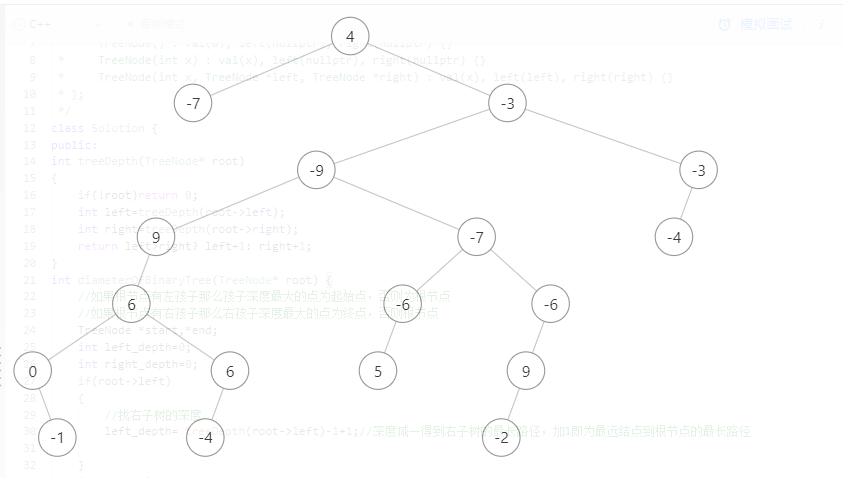 C++
模拟面试
4
7 TreeNode() : val(0), left(nullptr), right(nullptr) {}
8 * TreeNode(int x) : val(x), left(nullptr), right(nullptr) {}
9 * TreeNode(int x, TreeNode *left, TreeNode *right) : val(x), left(left), right(right) {}
10 * };
11 */
-7
-3
12 class Solution {
13 public:
14 int treeDepth(TreeNode* root)
15 {
-9
-3
16 if(!root)return 0;
17 int left=treeDepth(root->left);
18 int right=treeDepth(root->right);
19 return left>right? left+1: right+1;
9
-7
-4
20 }
21 int diameterOfBinaryTree(TreeNode* root) {
22 //如果根节点有左孩子那么孩子深度最大的点为起始点，否则为根节点
23 //如果根节点有右孩子那么右孩子深度最大的点为终点，否则根节点
6
-6
-6
24 TreeNode *start,*end;
25 int left_depth=0;
26 int right_depth=0;
27 if(root->left)
0
6
5
9
28 {
29 //找右子树的深度
30 left_depth= treeDepth(root->left)-1+1;//深度减一得到右子树的最长路径，加1即为最远结点到根节点的最长路径
-1
-4
-2
31
32 }